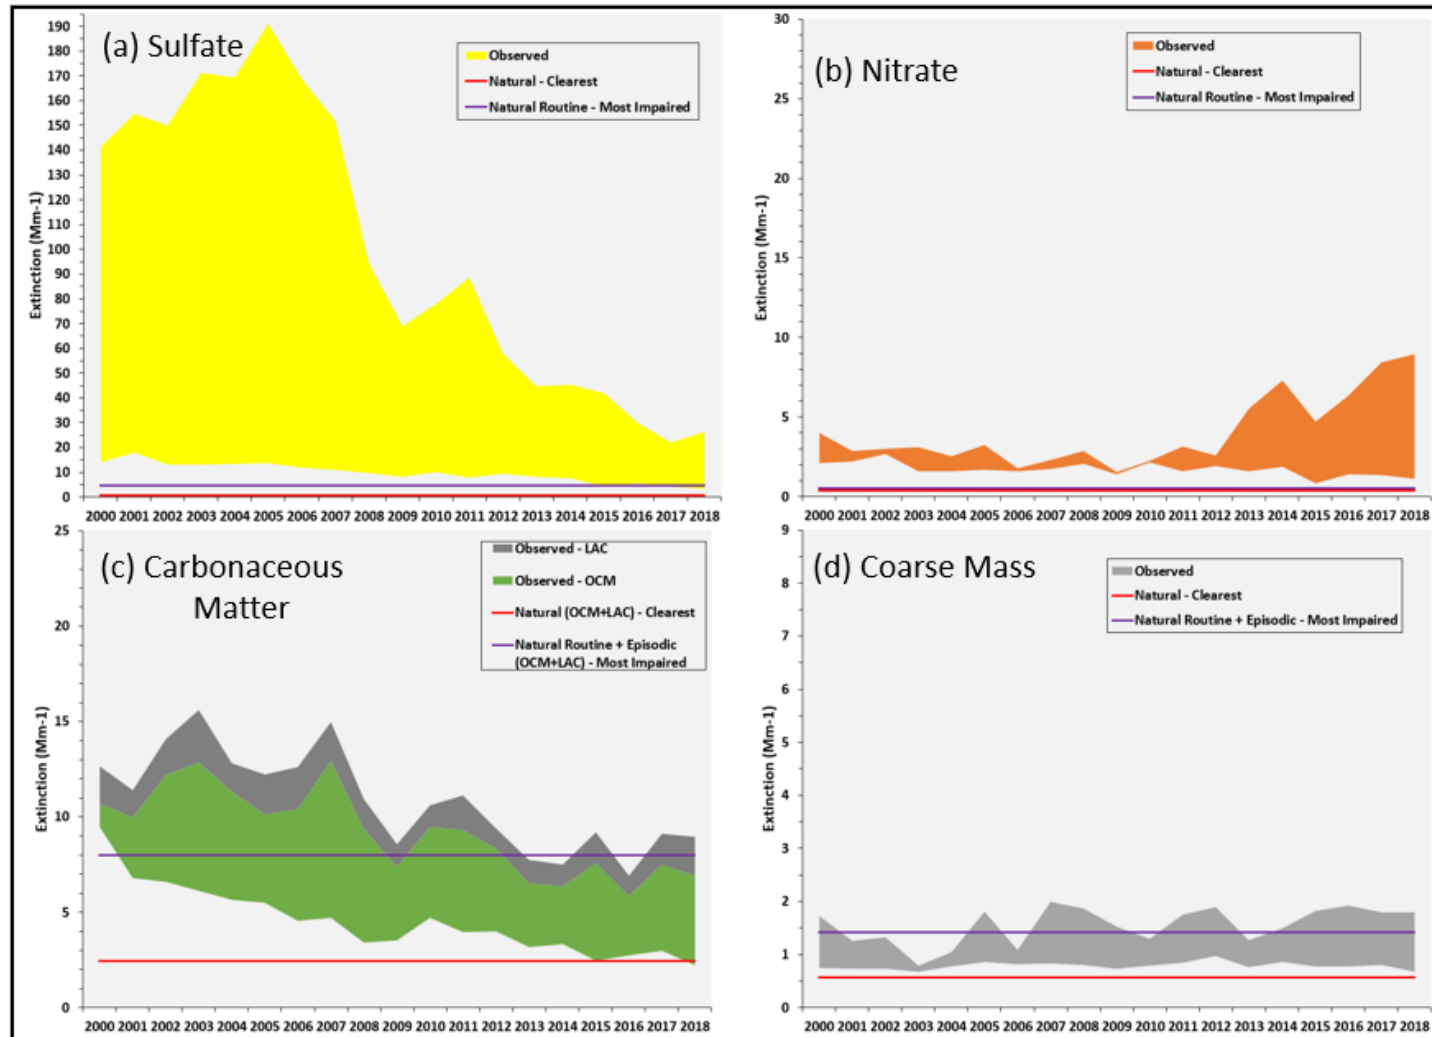 (a) Sulfate
Observed
Natural - Clearest
Natural Routine - Most Impaired
Extinction (Mm-1)
190
180
170
160
150
140
130
120
110
100
90
80
70
60
50
40
30
20
10
0
2000 2001 2002 2003 2004 2005 2006 2007 2008 2009 2010 2011 2012 2013 2014 2015 2016 2017 2018
(b) Nitrate
Observed
Natural - Clearest
Natural Routine - Most Impaired
Extinction (Mm-1)
30
25
20
15
10
5
0
2000 2001 2002 2003 2004 2005 2006 2007 2008 2009 2010 2011 2012 2013 2014 2015 2016 2017 2018
(c) Carbonaceous
Matter
Observed - LAC
Observed - OCM
Natural (OCM+LAC) - Clearest
Natural Routine + Episodic
(OCM+LAC) - Most Impaired
Extinction (Mm-1)
25
20
15
10
5
0
2000 2001 2002 2003 2004 2005 2006 2007 2008 2009 2010 2011 2012 2013 2014 2015 2016 2017 2018
(d) Coarse Mass
Observed
Natural - Clearest
Natural Routine + Episodic - Most Impaired
Extinction (Mm-1)
9
8
7
6
5
4
3
2
1
0
2000 2001 2002 2003 2004 2005 2006 2007 2008 2009 2010 2011 2012 2013 2014 2015 2016 2017 2018